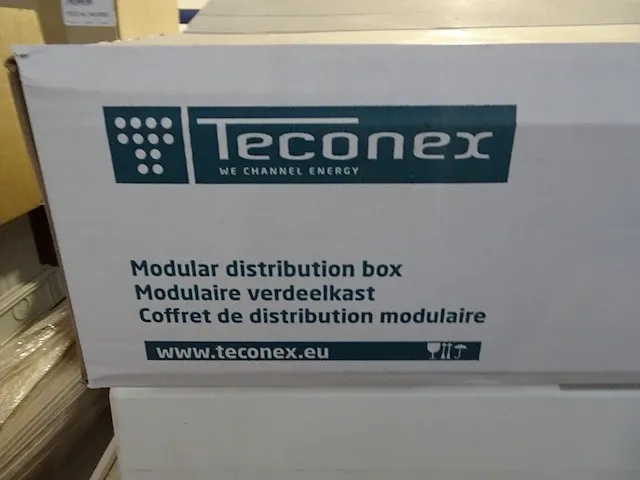 Teconex
WE CHANNEL ENERGY
Modular distribution box
Modulaire verdeelkast
Coffret de distribution modulaire
www.teconex.eu